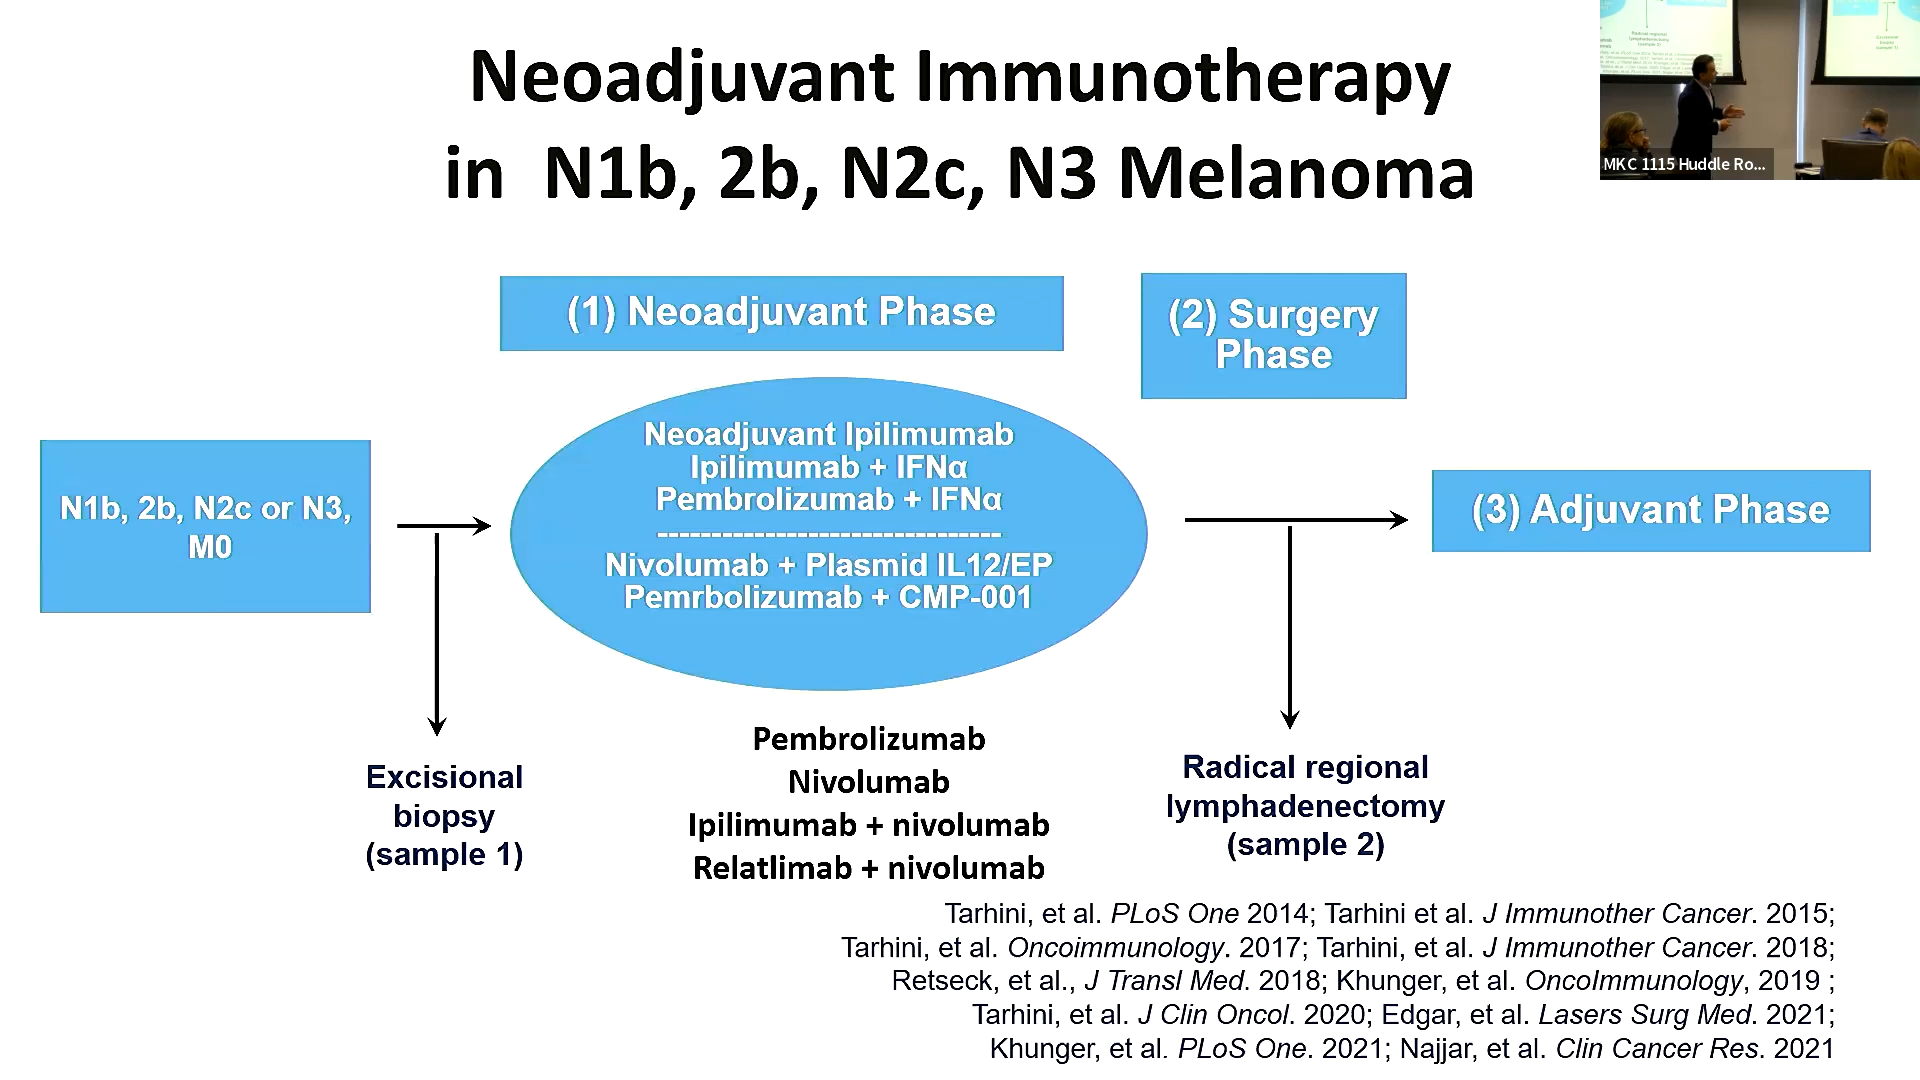 Neoadjuvant Immunotherapy
in N1b, 2b, N2c, N3 Melanoma
MKC 1115 Huddle Ro...
(1) Neoadjuvant Phase
(2) Surgery
Phase
N1b, 2b, N2c or N3,
M0
Neoadjuvant Ipilimumab
Ipilimumab + IFNα
Pembrolizumab + IFNα
--------------------------------
Nivolumab + Plasmid IL12/EP
Pemrbolizumab + CMP-001
(3) Adjuvant Phase
Excisional
biopsy
(sample 1)
Pembrolizumab
Nivolumab
Ipilimumab + nivolumab
Relatlimab + nivolumab
Radical regional
lymphadenectomy
(sample 2)
Tarhini, et al. PLoS One 2014; Tarhini et al. J Immunother Cancer. 2015;
Tarhini, et al. Oncoimmunology. 2017; Tarhini, et al. J Immunother Cancer. 2018;
Retseck, et al., J Transl Med. 2018; Khunger, et al. OncoImmunology, 2019 ;
Tarhini, et al. J Clin Oncol. 2020; Edgar, et al. Lasers Surg Med. 2021;
Khunger, et al. PLoS One. 2021; Najjar, et al. Clin Cancer Res. 2021